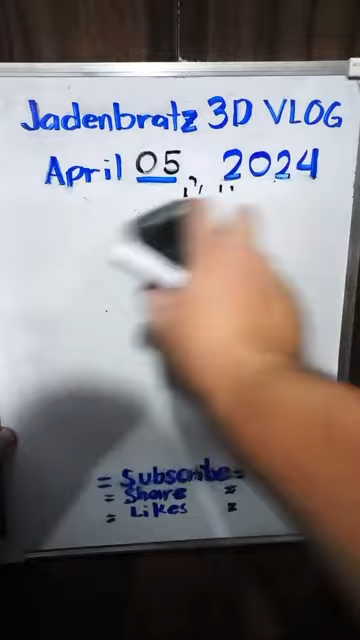 Jadenbratz 3D VLOG
April 05, 2024
= Subscribe =
= Share =
= Likes =